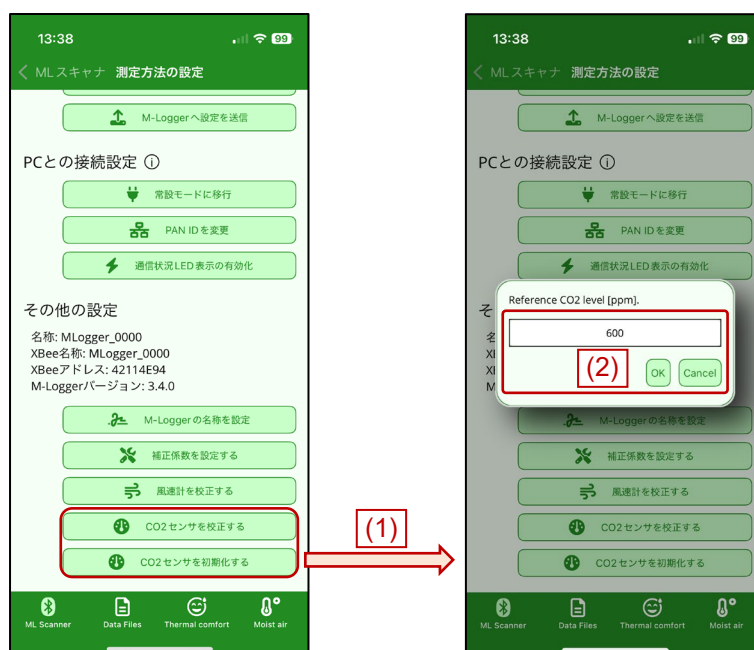 13:38
99
ML スキャナ 測定方法の設定
M-Loggerへ設定を送信
PCとの接続設定 ⓘ
常設モードに移行
PAN IDを変更
通信状況LED表示の有効化
その他の設定
名称: MLogger_0000
XBee名称: MLogger_0000
XBeeアドレス: 42114E94
M-Loggerバージョン: 3.4.0
M-Loggerの名称を設定
補正係数を設定する
風速計を校正する
CO2センサを校正する
CO2センサを初期化する
ML Scanner Data Files Thermal comfort Moist air
(1)
13:38
99
ML スキャナ 測定方法の設定
M-Loggerへ設定を送信
PCとの接続設定 ⓘ
常設モードに移行
PAN IDを変更
通信状況LED表示の有効化
そ
Reference CO2 level [ppm].
600
(2)
OK Cancel
名
XB
XB
M
M-Loggerの名称を設定
補正係数を設定する
風速計を校正する
CO2センサを校正する
CO2センサを初期化する
ML Scanner Data Files Thermal comfort Moist air